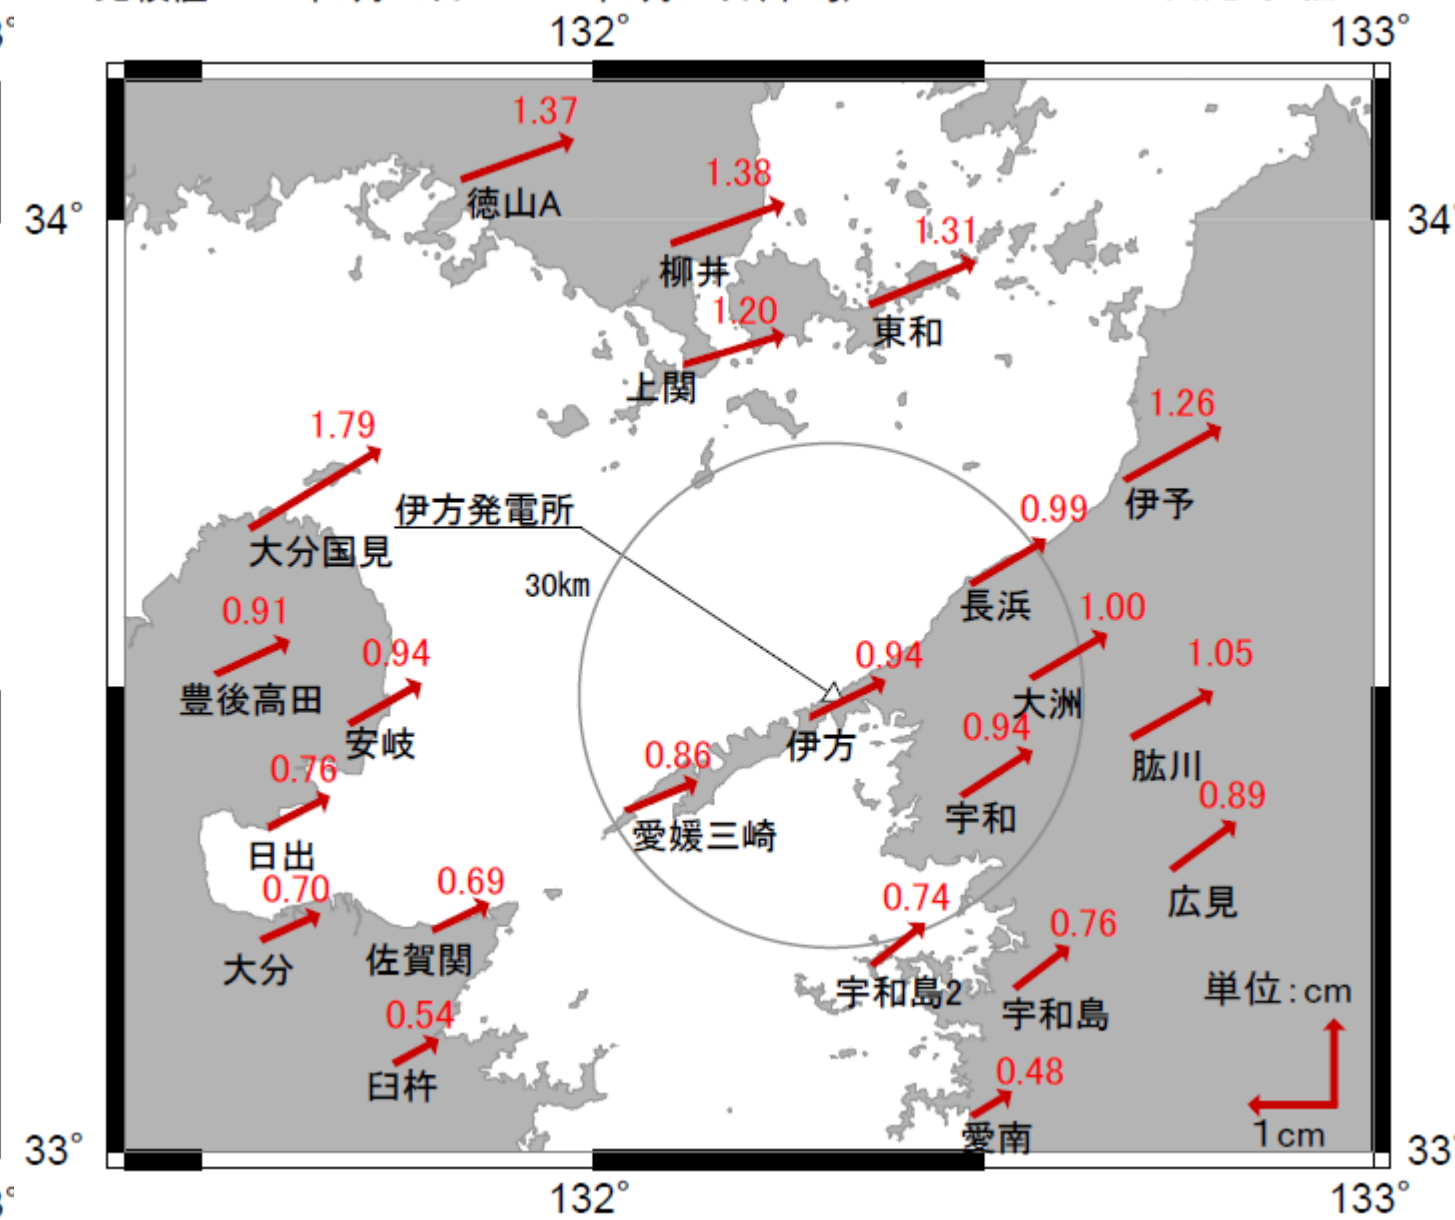 132°
133°
1.37
徳山A
1.38
34°
34°
柳井
1.31
東和
1.20
上関
1.79
大分国見
伊方発電所
30km
1.26
伊予
0.99
長浜
0.91
豊後高田
0.94
安岐
0.94
伊方
1.00
大洲
1.05
肱川
0.94
宇和
0.86
愛媛三崎
0.76
日出
0.89
広見
0.70
大分
0.69
佐賀関
0.74
宇和島2
0.76
宇和島
単位:cm
0.54
臼杵
0.48
愛南
1cm
33°
33°
132°
133°